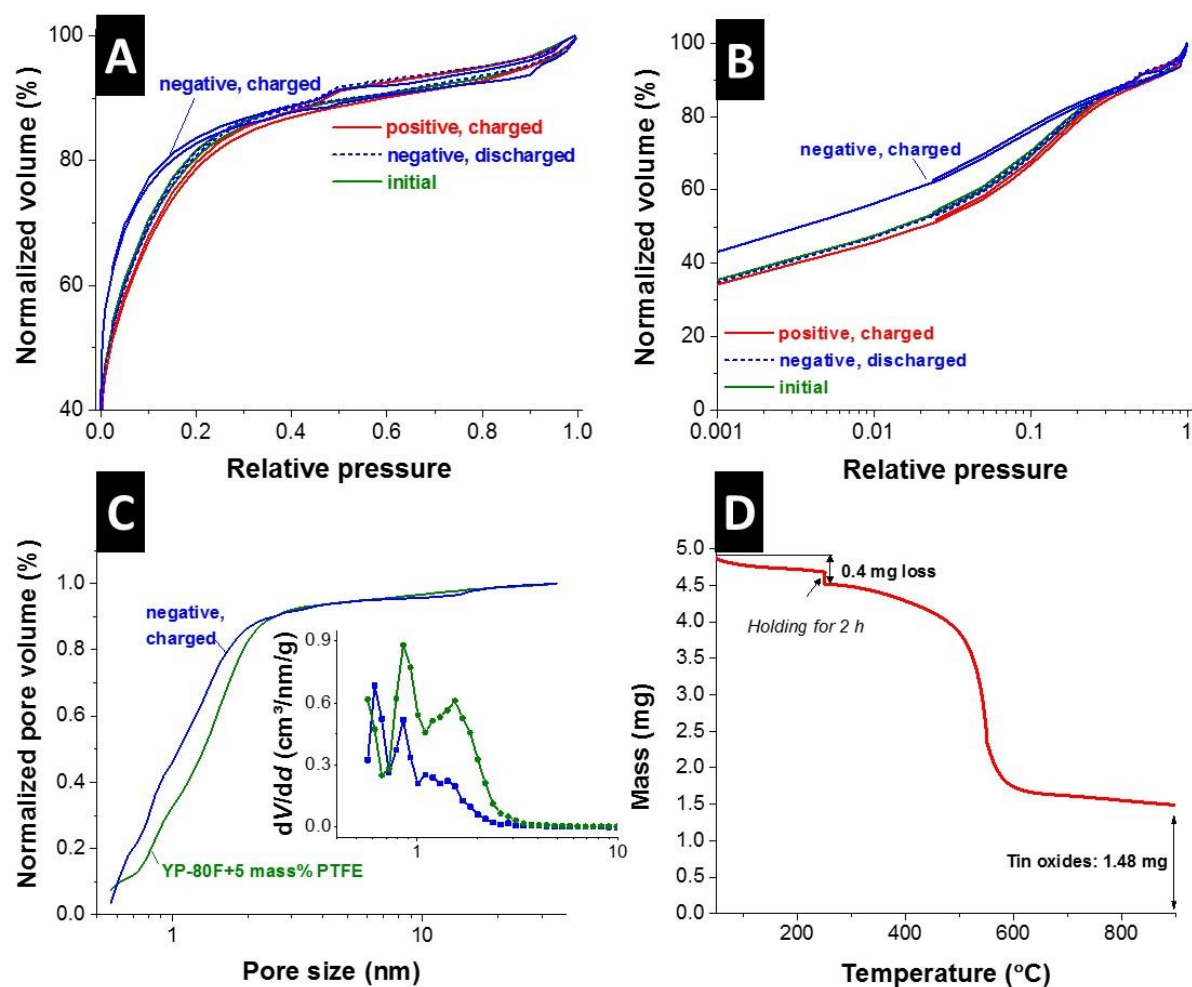 A
100
80
60
40
Normalized volume (%)
negative, charged
positive, charged
negative, discharged
initial
0.0 0.2 0.4 0.6 0.8 1.0
Relative pressure
B
100
80
60
40
20
0
Normalized volume (%)
negative, charged
positive, charged
negative, discharged
initial
0.001 0.01 0.1 1
Relative pressure
C
1.0
0.8
0.6
0.4
0.2
0.0
Normalized pore volume (%)
negative,
charged
YP-80F+5 mass% PTFE
0.9
0.6
0.3
0.0
dV/dd (cm³/nm/g)
1 10
1 10
Pore size (nm)
D
5.0
4.5
4.0
3.5
3.0
2.5
2.0
1.5
1.0
0.5
0.0
Mass (mg)
0.4 mg loss
Holding for 2 h
Tin oxides: 1.48 mg
200 400 600 800
Temperature (°C)